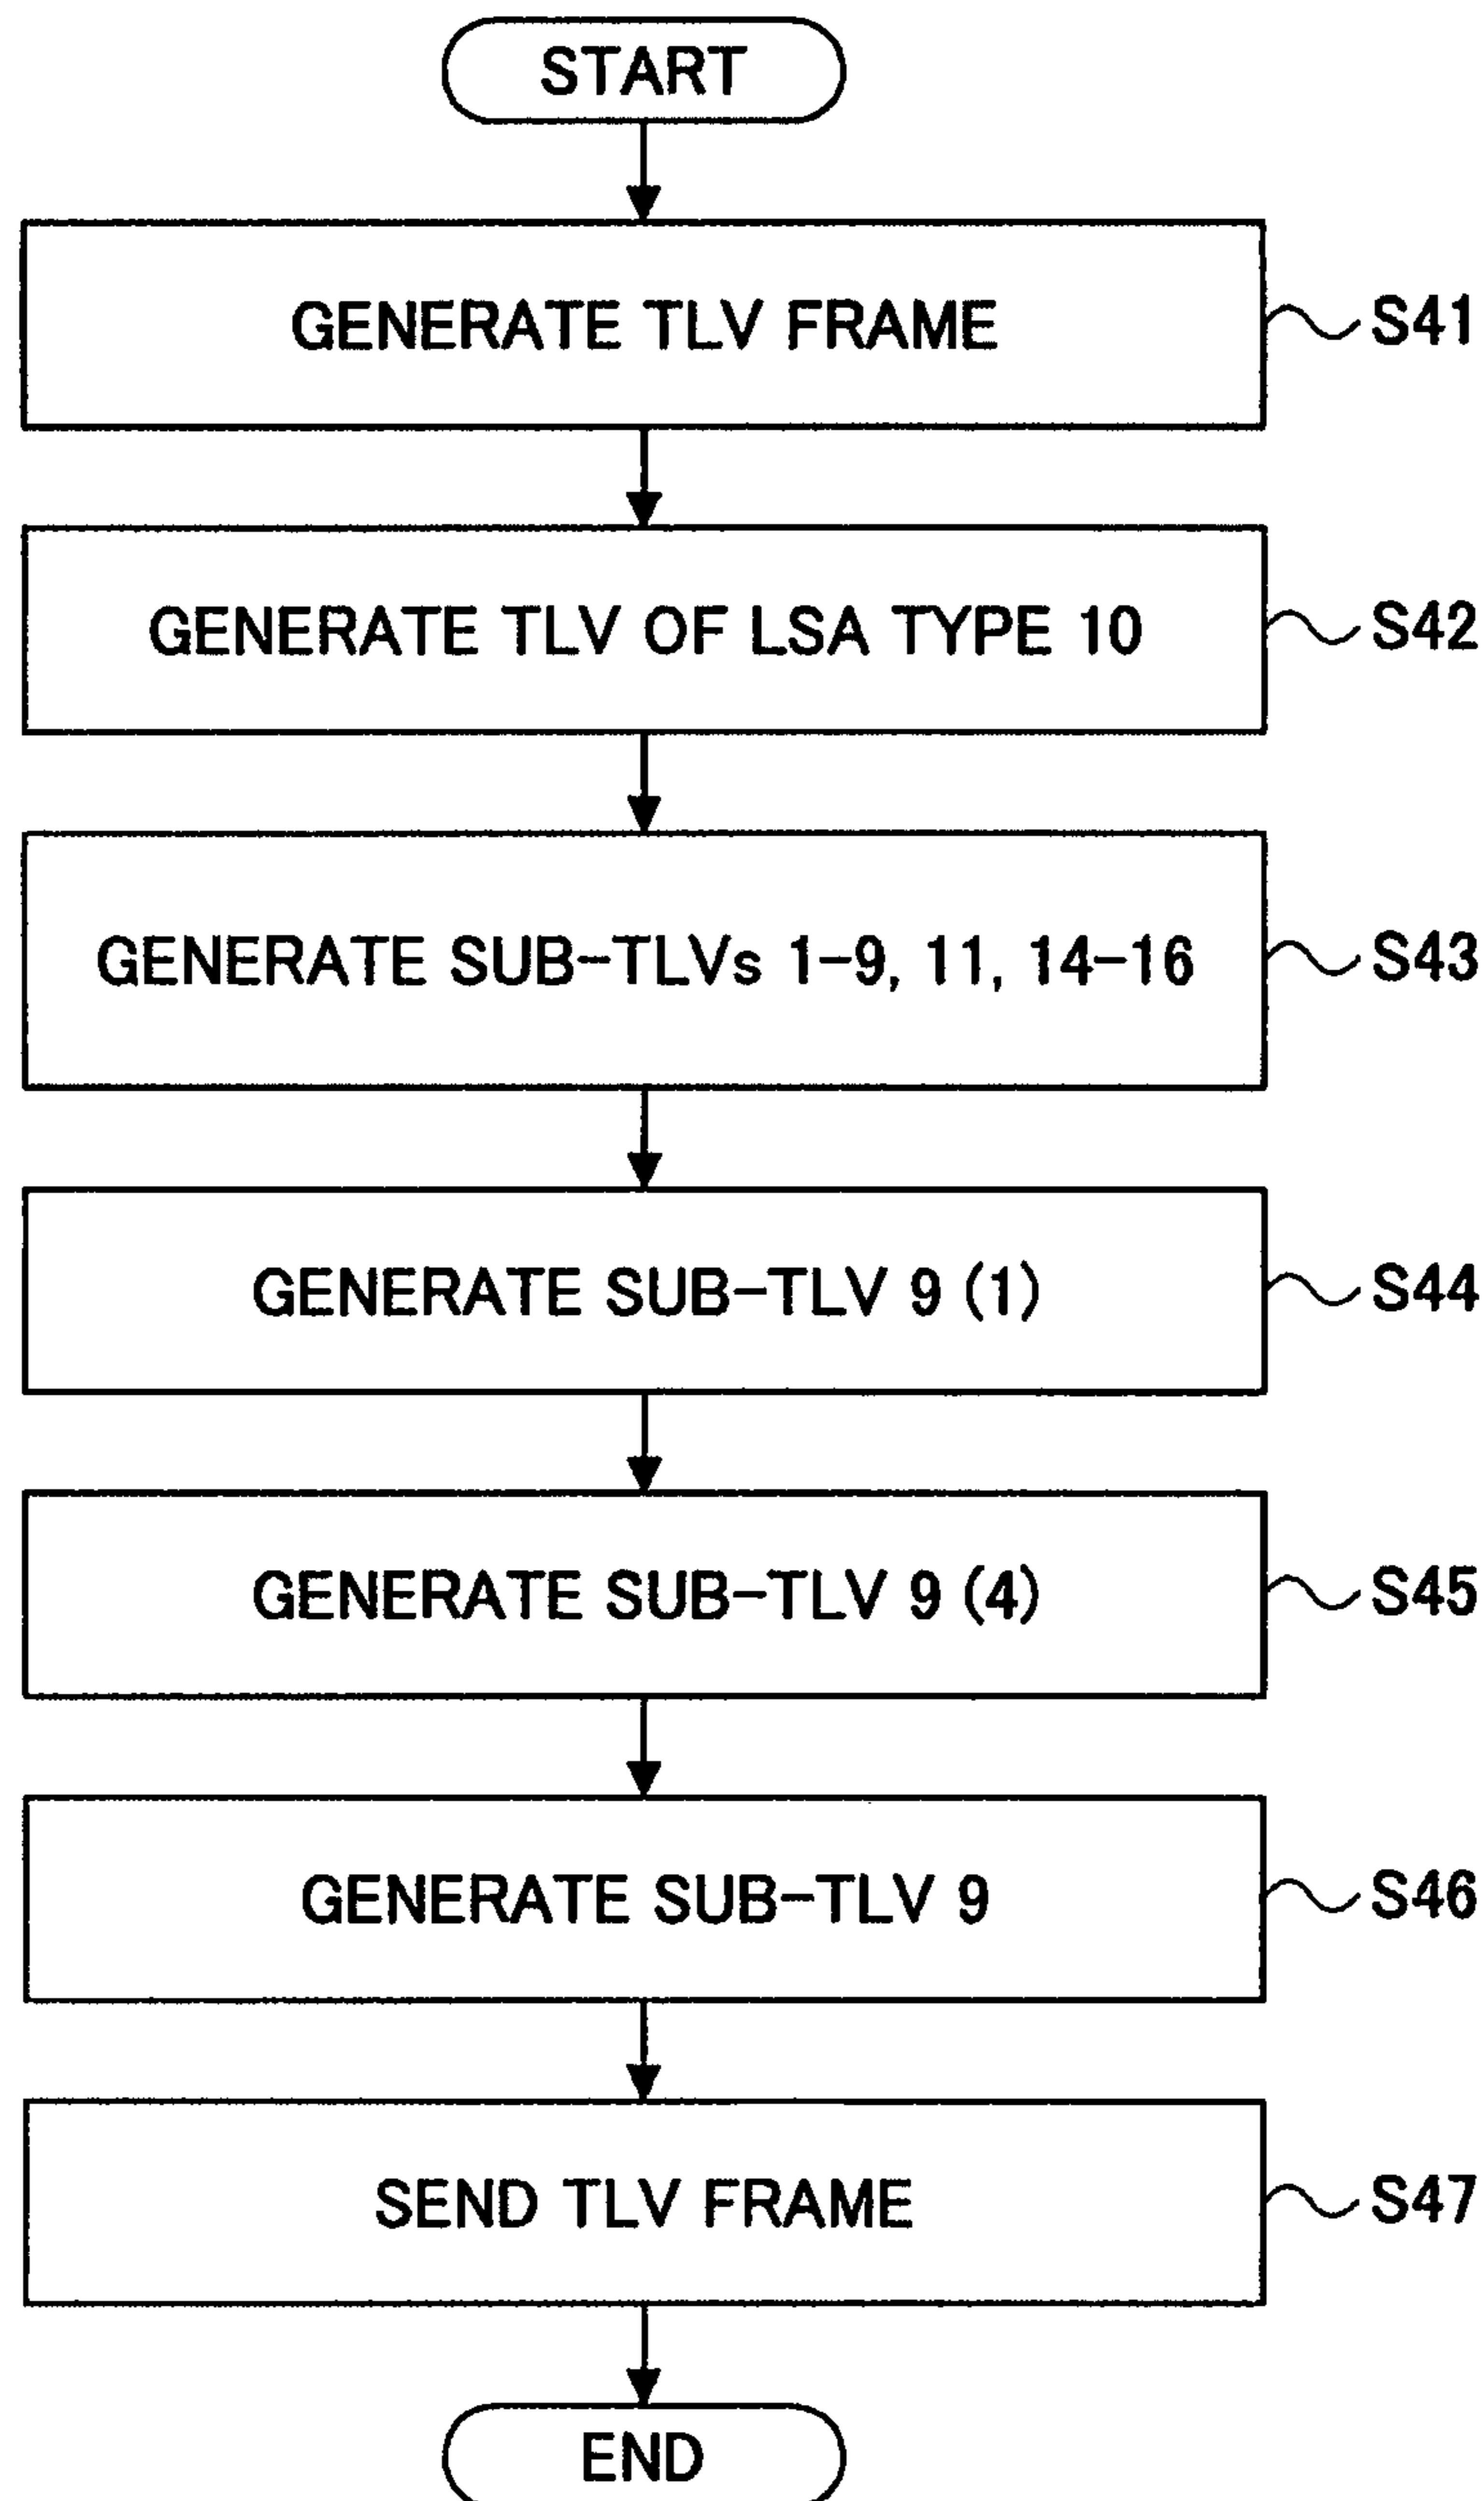 START
GENERATE TLV FRAME S41
GENERATE TLV OF LSA TYPE 10 S42
GENERATE SUB-TLVs 1-9, 11, 14-16 S43
GENERATE SUB-TLV 9 (1) S44
GENERATE SUB-TLV 9 (4) S45
GENERATE SUB-TLV 9 S46
SEND TLV FRAME S47
END